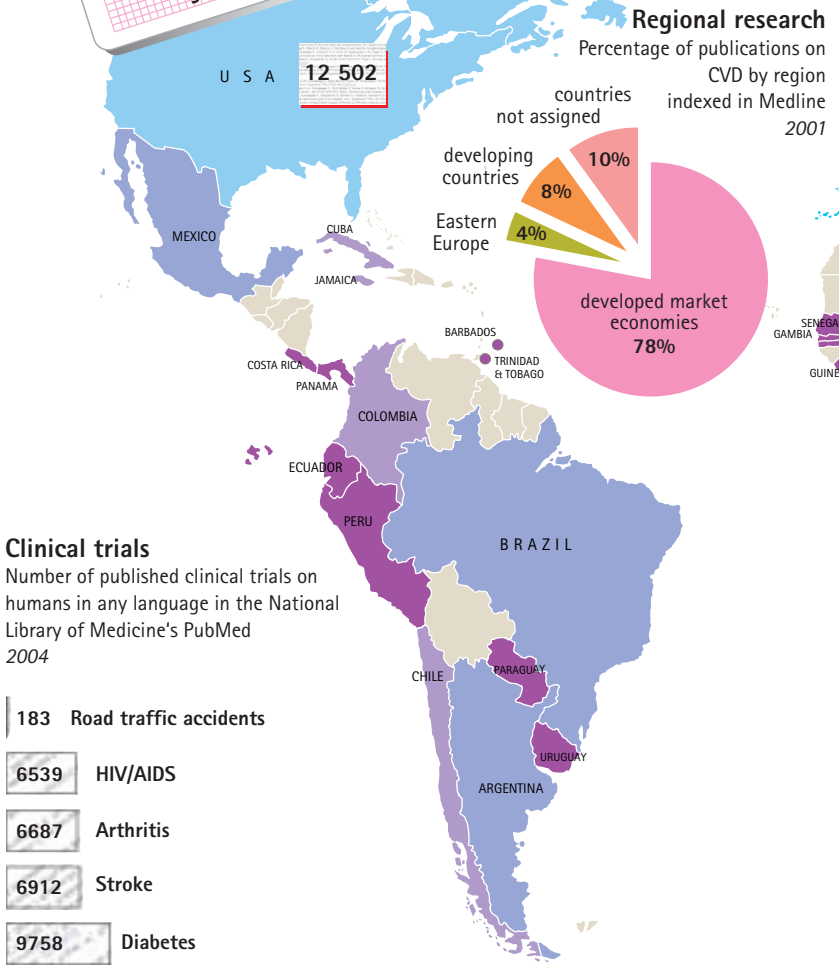 Regional research
Percentage of publications on
CVD by region
indexed in Medline
2001
countries
not assigned
10%
developing
countries
8%
Eastern
Europe
4%
developed market
economies
78%
U S A
12 502
MEXICO
CUBA
JAMAICA
BARBADOS
TRINIDAD
& TOBAGO
COSTA RICA
PANAMA
COLOMBIA
ECUADOR
PERU
BRAZIL
CHILE
PARAGUAY
URUGUAY
ARGENTINA
SENEGA
GAMBIA
GUINE
Clinical trials
Number of published clinical trials on
humans in any language in the National
Library of Medicine's PubMed
2004
183 Road traffic accidents
6539 HIV/AIDS
6687 Arthritis
6912 Stroke
9758 Diabetes